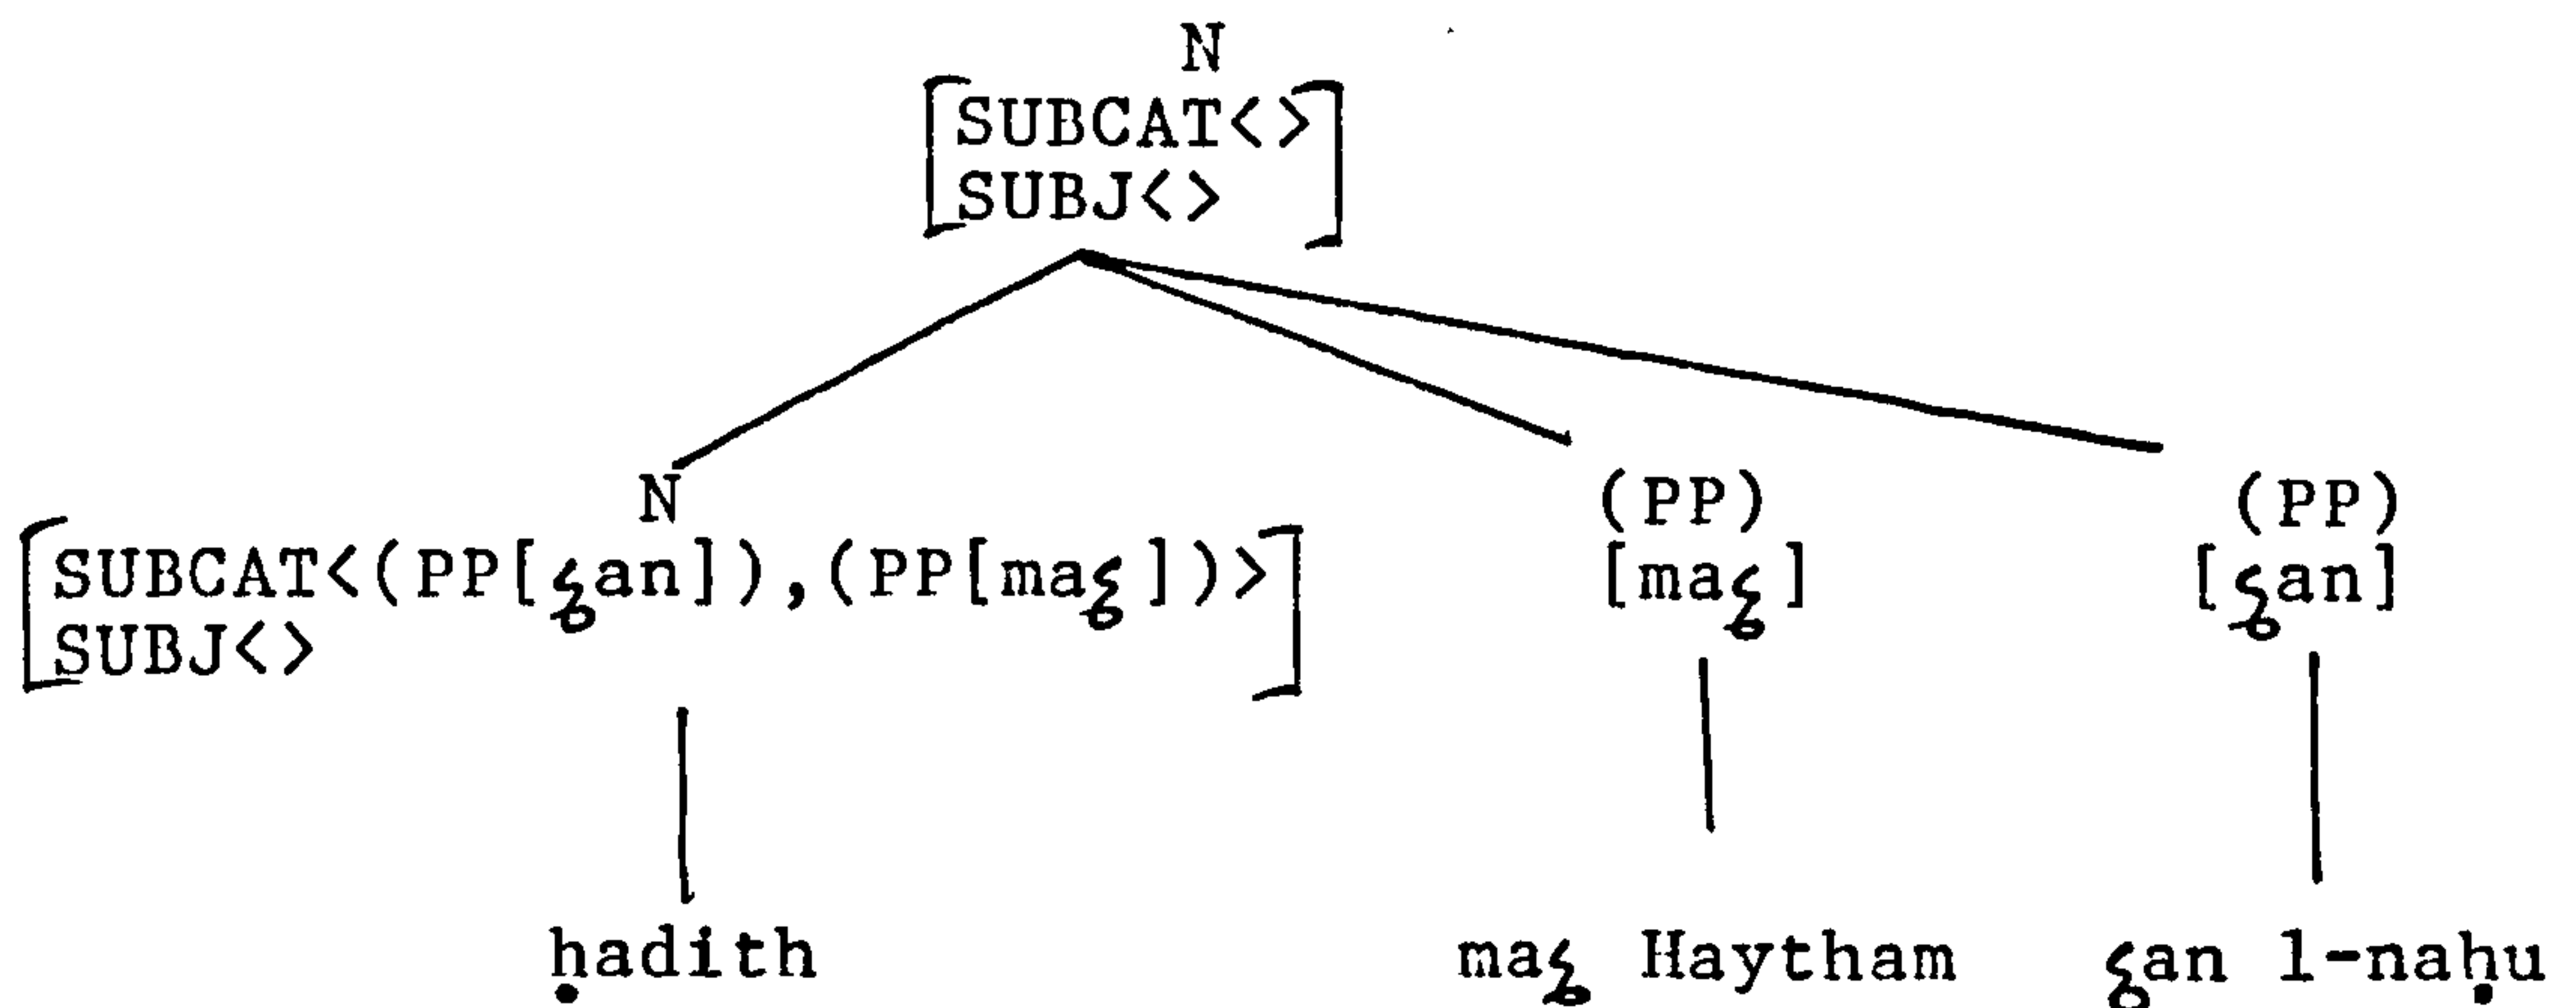 N
[SUBCAT<>
SUBJ<>]
N (PP) (PP)
[SUBCAT<(PP[ʕan]),(PP[maʕ])>
SUBJ<>] [maʕ] [ʕan]
ḥadith maʕ Haytham ʕan l-naḥu